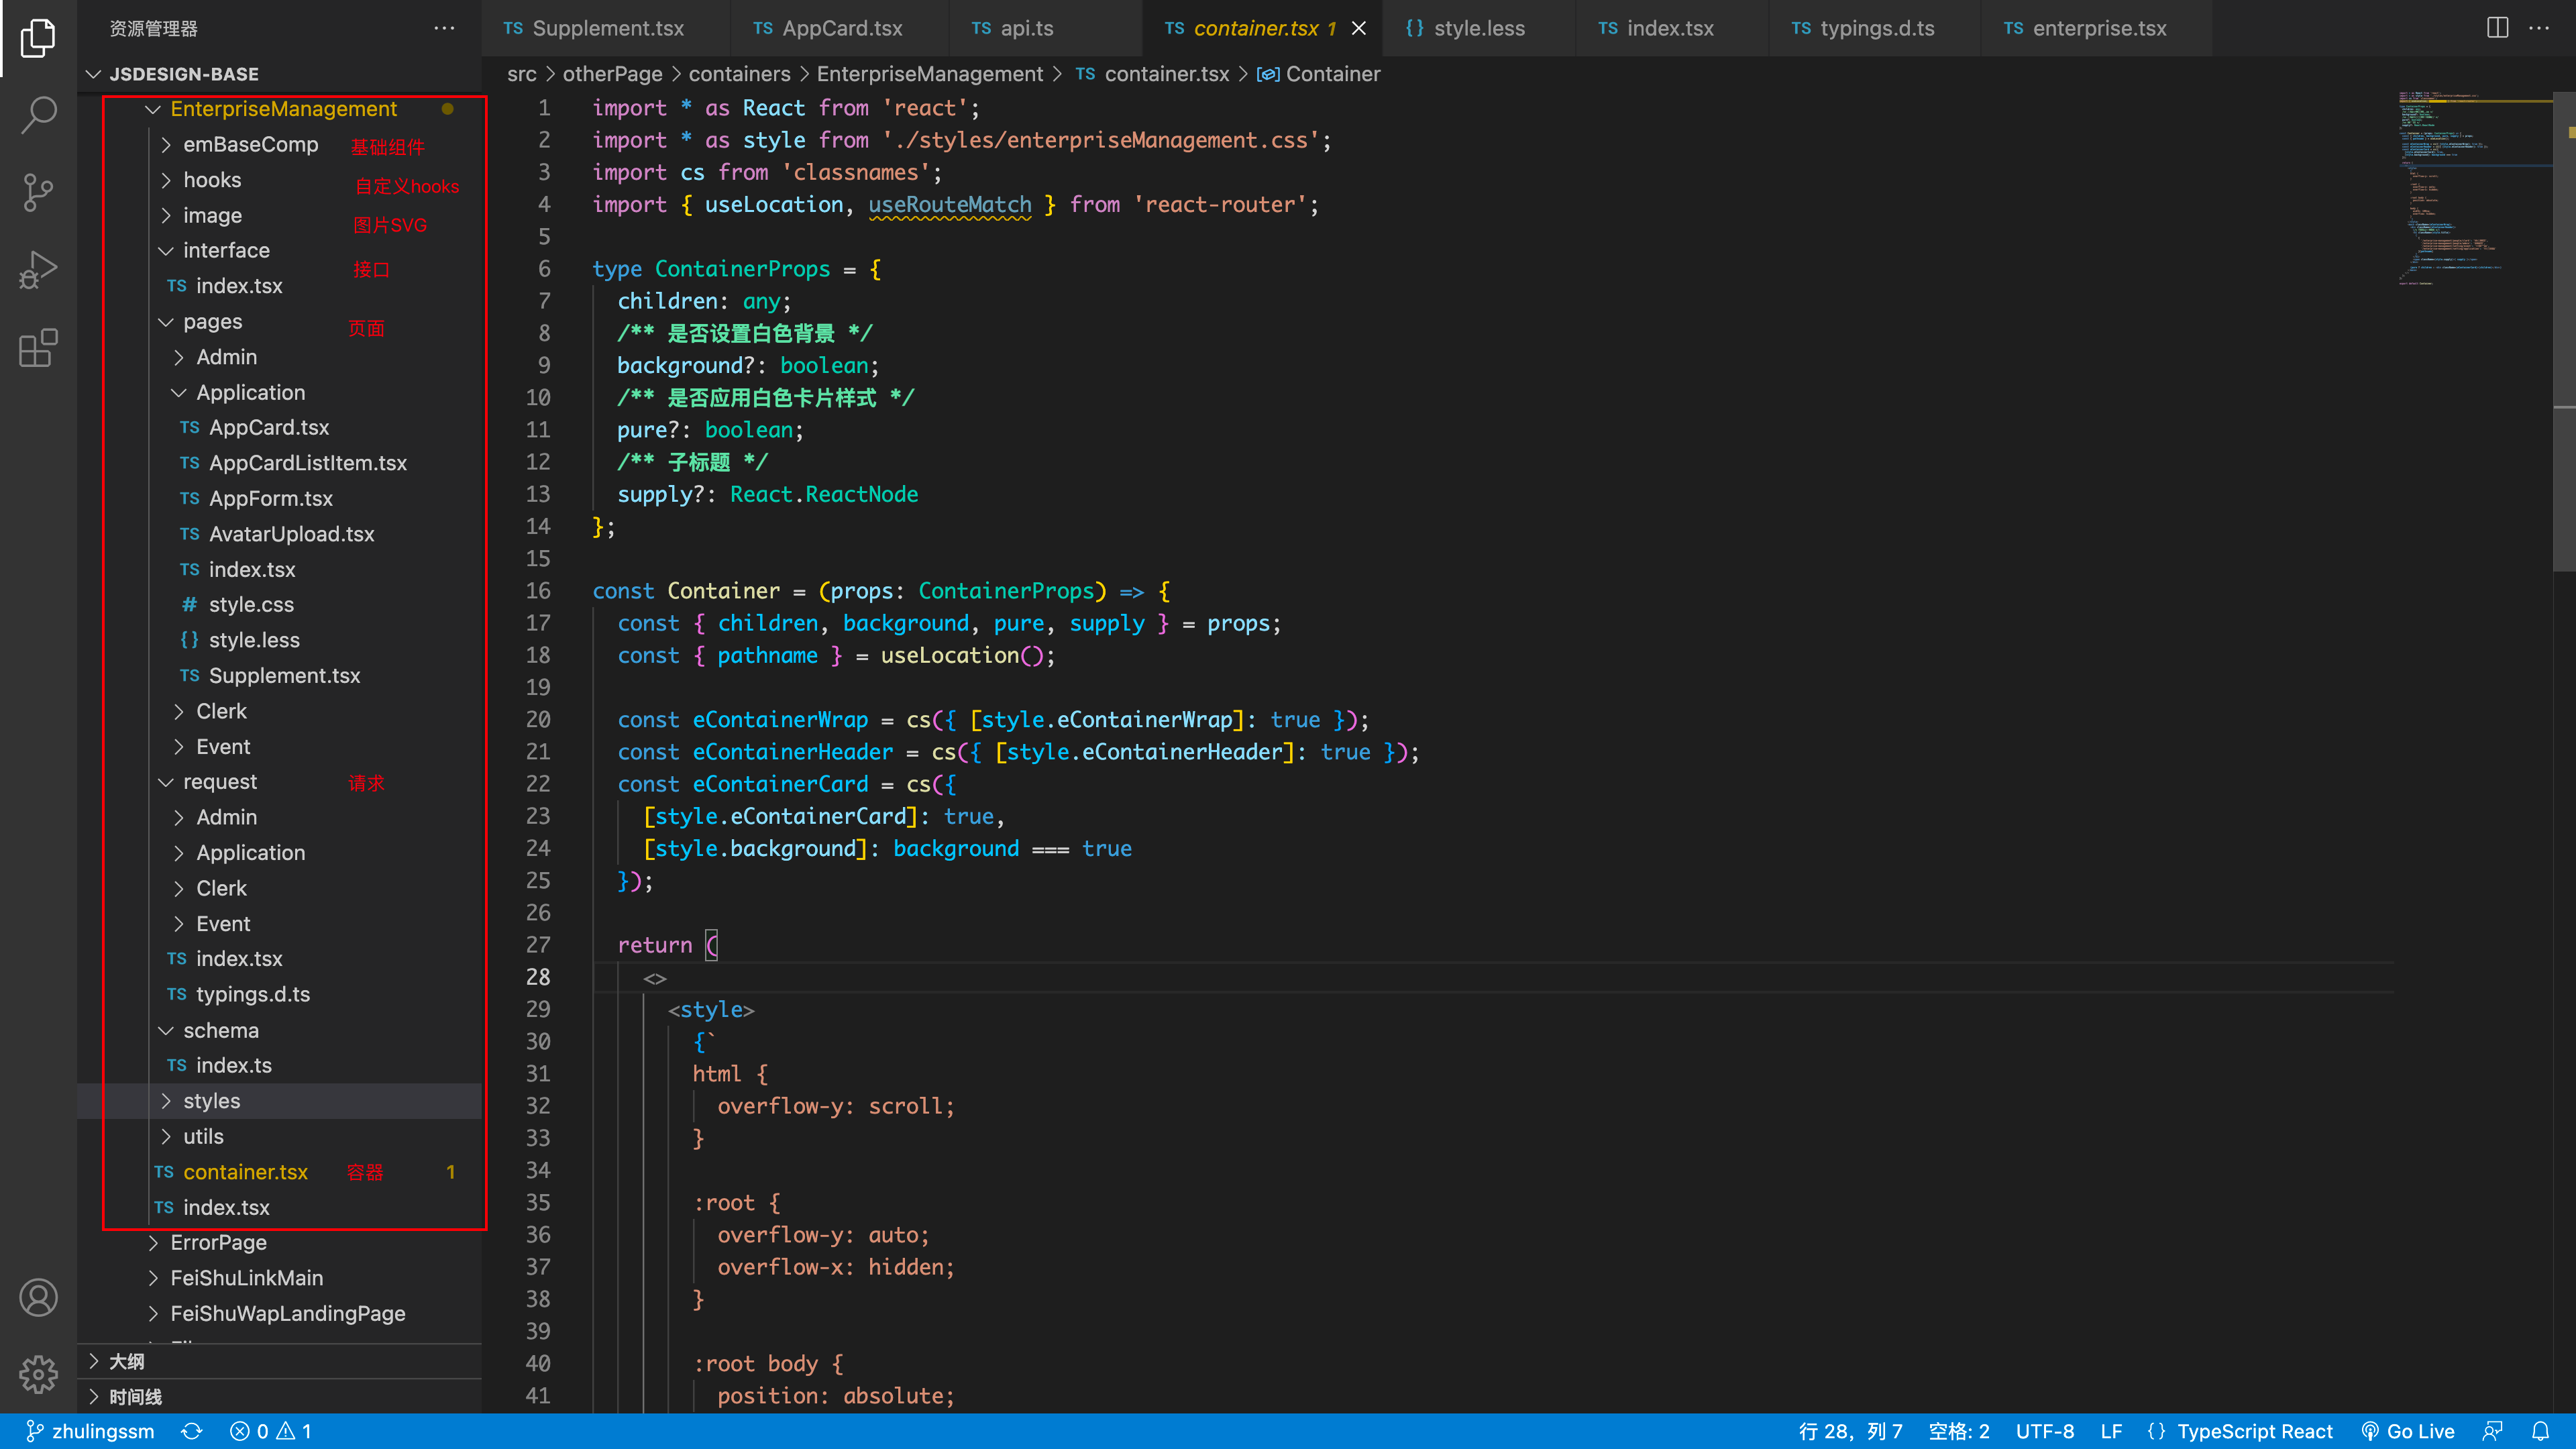 资源管理器
JSDESIGN-BASE
EnterpriseManagement
emBaseComp 基础组件
hooks 自定义hooks
image 图片SVG
interface 接口
TS index.tsx
pages 页面
Admin
Application
TS AppCard.tsx
TS AppCardListItem.tsx
TS AppForm.tsx
TS AvatarUpload.tsx
TS index.tsx
# style.css
{} style.less
TS Supplement.tsx
Clerk
Event
request 请求
Admin
Application
Clerk
Event
TS index.tsx
TS typings.d.ts
schema
TS index.ts
styles
utils
TS container.tsx 容器 1
TS index.tsx
ErrorPage
FeiShuLinkMain
FeiShuWapLandingPage
大纲
时间线
TS Supplement.tsx TS AppCard.tsx TS api.ts TS container.tsx 1 {} style.less TS index.tsx TS typings.d.ts TS enterprise.tsx
src > otherPage > containers > EnterpriseManagement > TS container.tsx > Container
1 import * as React from 'react';
2 import * as style from './styles/enterpriseManagement.css';
3 import cs from 'classnames';
4 import { useLocation, useRouteMatch } from 'react-router';
5
6 type ContainerProps = {
7 children: any;
8 /** 是否设置白色背景 */
9 background?: boolean;
10 /** 是否应用白色卡片样式 */
11 pure?: boolean;
12 /** 子标题 */
13 supply?: React.ReactNode
14 };
15
16 const Container = (props: ContainerProps) => {
17 const { children, background, pure, supply } = props;
18 const { pathname } = useLocation();
19
20 const eContainerWrap = cs({ [style.eContainerWrap]: true });
21 const eContainerHeader = cs({ [style.eContainerHeader]: true });
22 const eContainerCard = cs({
23 [style.eContainerCard]: true,
24 [style.background]: background === true
25 });
26
27 return (
28 <>
29 <style>
30 {`
31 html {
32 overflow-y: scroll;
33 }
34
35 :root {
36 overflow-y: auto;
37 overflow-x: hidden;
38 }
39
40 :root body {
41 position: absolute;
zhulingssm 0 1 行 28，列 7 空格: 2 UTF-8 LF {} TypeScript React Go Live